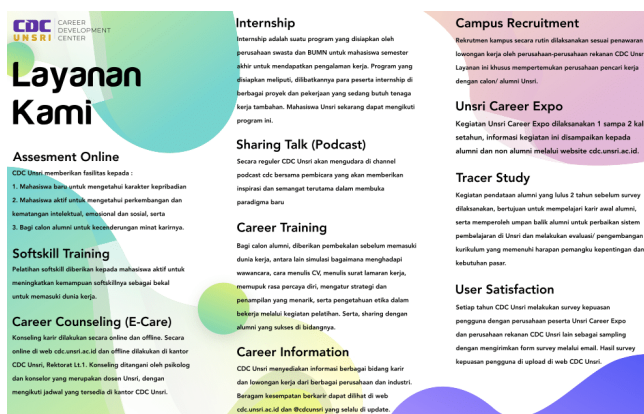 CDC
UNSRI
CAREER
DEVELOPMENT
CENTER
Layanan
Kami
Assesment Online
CDC Unsri memberikan fasilitas kepada :
1. Mahasiswa baru untuk mengetahui karakter kepribadian
2. Mahasiswa aktif untuk mengetahui perkembangan dan
kematangan intelektual, emosional dan sosial, serta
3. Bagi calon alumni untuk kecenderungan minat karirnya.
Softskill Training
Pelatihan softskill diberikan kepada mahasiswa aktif untuk
meningkatkan kemampuan softskillnya sebagai bekal
untuk memasuki dunia kerja.
Career Counseling (E-Care)
Konseling karir dilakukan secara online dan offline. Secara
online di web cdc.unsri.ac.id dan offline dilakukan di kantor
CDC Unsri, Rektorat Lt.1. Konseling ditangani oleh psikolog
dan konselor yang merupakan dosen Unsri, dengan
mengikuti jadwal yang tersedia di kantor CDC Unsri.
Internship
Internship adalah suatu program yang disiapkan oleh
perusahaan swasta dan BUMN untuk mahasiswa semester
akhir untuk mendapatkan pengalaman kerja. Program yang
disiapkan meliputi, dilibatkannya para peserta internship di
berbagai proyek dan pekerjaan yang sedang butuh tenaga
kerja tambahan. Mahasiswa Unsri sekarang dapat mengikuti
program ini.
Sharing Talk (Podcast)
Secara reguler CDC Unsri akan mengudara di channel
podcast cdc bersama pembicara yang akan memberikan
inspirasi dan semangat terutama dalam membuka
paradigma baru
Career Training
Bagi calon alumni, diberikan pembekalan sebelum memasuki
dunia kerja, antara lain simulasi bagaimana menghadapi
wawancara, cara menulis CV, menulis surat lamaran kerja,
memupuk rasa percaya diri, mengatur strategi dan
penampilan yang menarik, serta pengetahuan etika dalam
bekerja melalui kegiatan pelatihan. Serta, sharing dengan
alumni yang sukses di bidangnya.
Career Information
CDC Unsri menyediakan informasi berbagai bidang karir
dan lowongan kerja dari berbagai perusahaan dan industri.
Beragam kesempatan berkarir dapat dilihat di web
cdc.unsri.ac.id dan @cdcunsri yang selalu di update.
Campus Recruitment
Rekrutmen kampus secara rutin dilaksanakan sesuai penawaran
lowongan kerja oleh perusahaan-perusahaan rekanan CDC Unsri
Layanan ini khusus mempertemukan perusahaan pencari kerja
dengan calon/ alumni Unsri.
Unsri Career Expo
Kegiatan Unsri Career Expo dilaksanakan 1 sampa 2 kali
setahun, informasi kegiatan ini disampaikan kepada
alumni dan non alumni melalui website cdc.unsri.ac.id.
Tracer Study
Kegiatan pendataan alumni yang lulus 2 tahun sebelum survey
dilaksanakan, bertujuan untuk mempelajari karir awal alumni,
serta memperoleh umpan balik alumni untuk perbaikan sistem
pembelajaran di Unsri dan melakukan evaluasi/ pengembangan
kurikulum yang memenuhi harapan pemangku kepentingan dan
kebutuhan pasar.
User Satisfaction
Setiap tahun CDC Unsri melakukan survey kepuasan
pengguna dengan perusahaan peserta Unsri Career Expo
dan perusahaan rekanan CDC Unsri lain sebagai sampling
dengan mengirimkan form survey melalui email. Hasil survey
kepuasan pengguna di upload di web CDC Unsri.